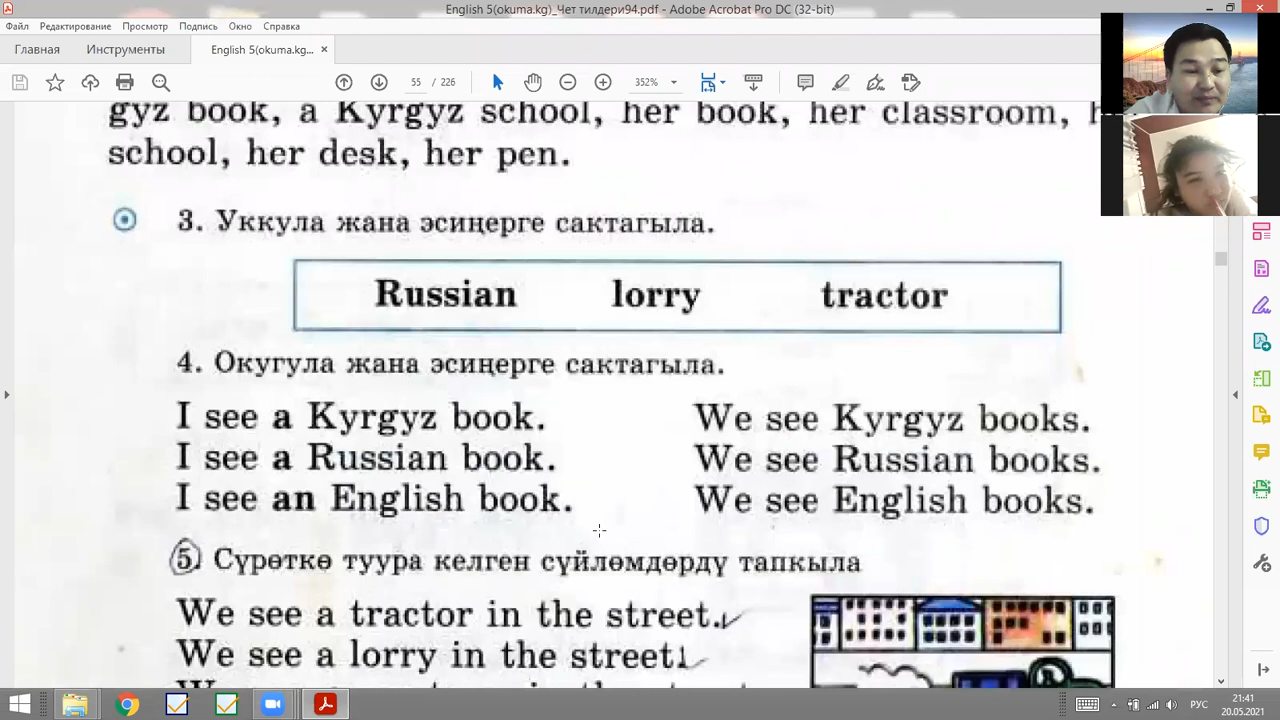 English 5(okuma.kg)_Чет тилдери94.pdf - Adobe Acrobat Pro DC (32-bit)
Файл Редактирование Просмотр Подпись Окно Справка
Главная Инструменты English 5(okuma.kg... ×
55 / 226 352%
gyz book, a Kyrgyz school, her book, her classroom,
school, her desk, her pen.
3. Уккула жана эсиңерге сактагыла.
Russian lorry tractor
4. Окугула жана эсиңерге сактагыла.
I see a Kyrgyz book. We see Kyrgyz books.
I see a Russian book. We see Russian books.
I see an English book. We see English books.
5. Сүрөткө туура келген сүйлөмдөрдү тапкыла
We see a tractor in the street.
We see a lorry in the street.
РУС
21:41
20.05.2021